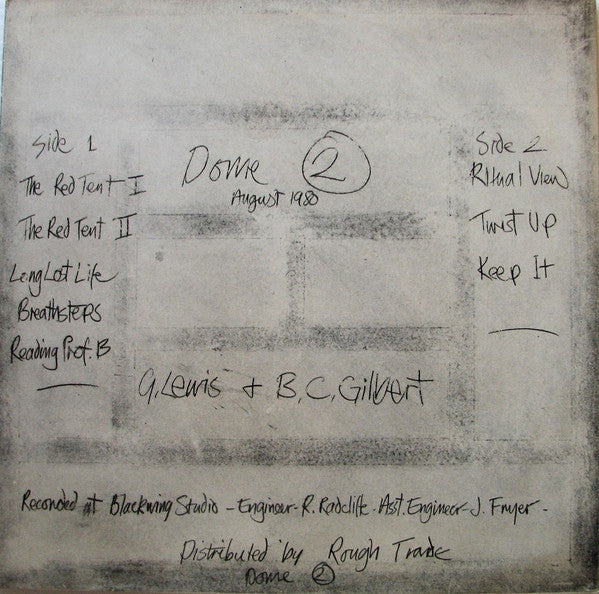 Side 1
The Red Tent I
The Red Tent II
Long Lost Life
Breathsteps
Reading Prof. B
Dome 2
August 1980
Side 2
Ritual View
Twist Up
Keep It
G. Lewis + B.C. Gilbert
Recorded at Blackwing Studio - Engineer - R. Radclift. Asst. Engineer - J. Fryer -
Distributed by Rough Trade
Dome 2